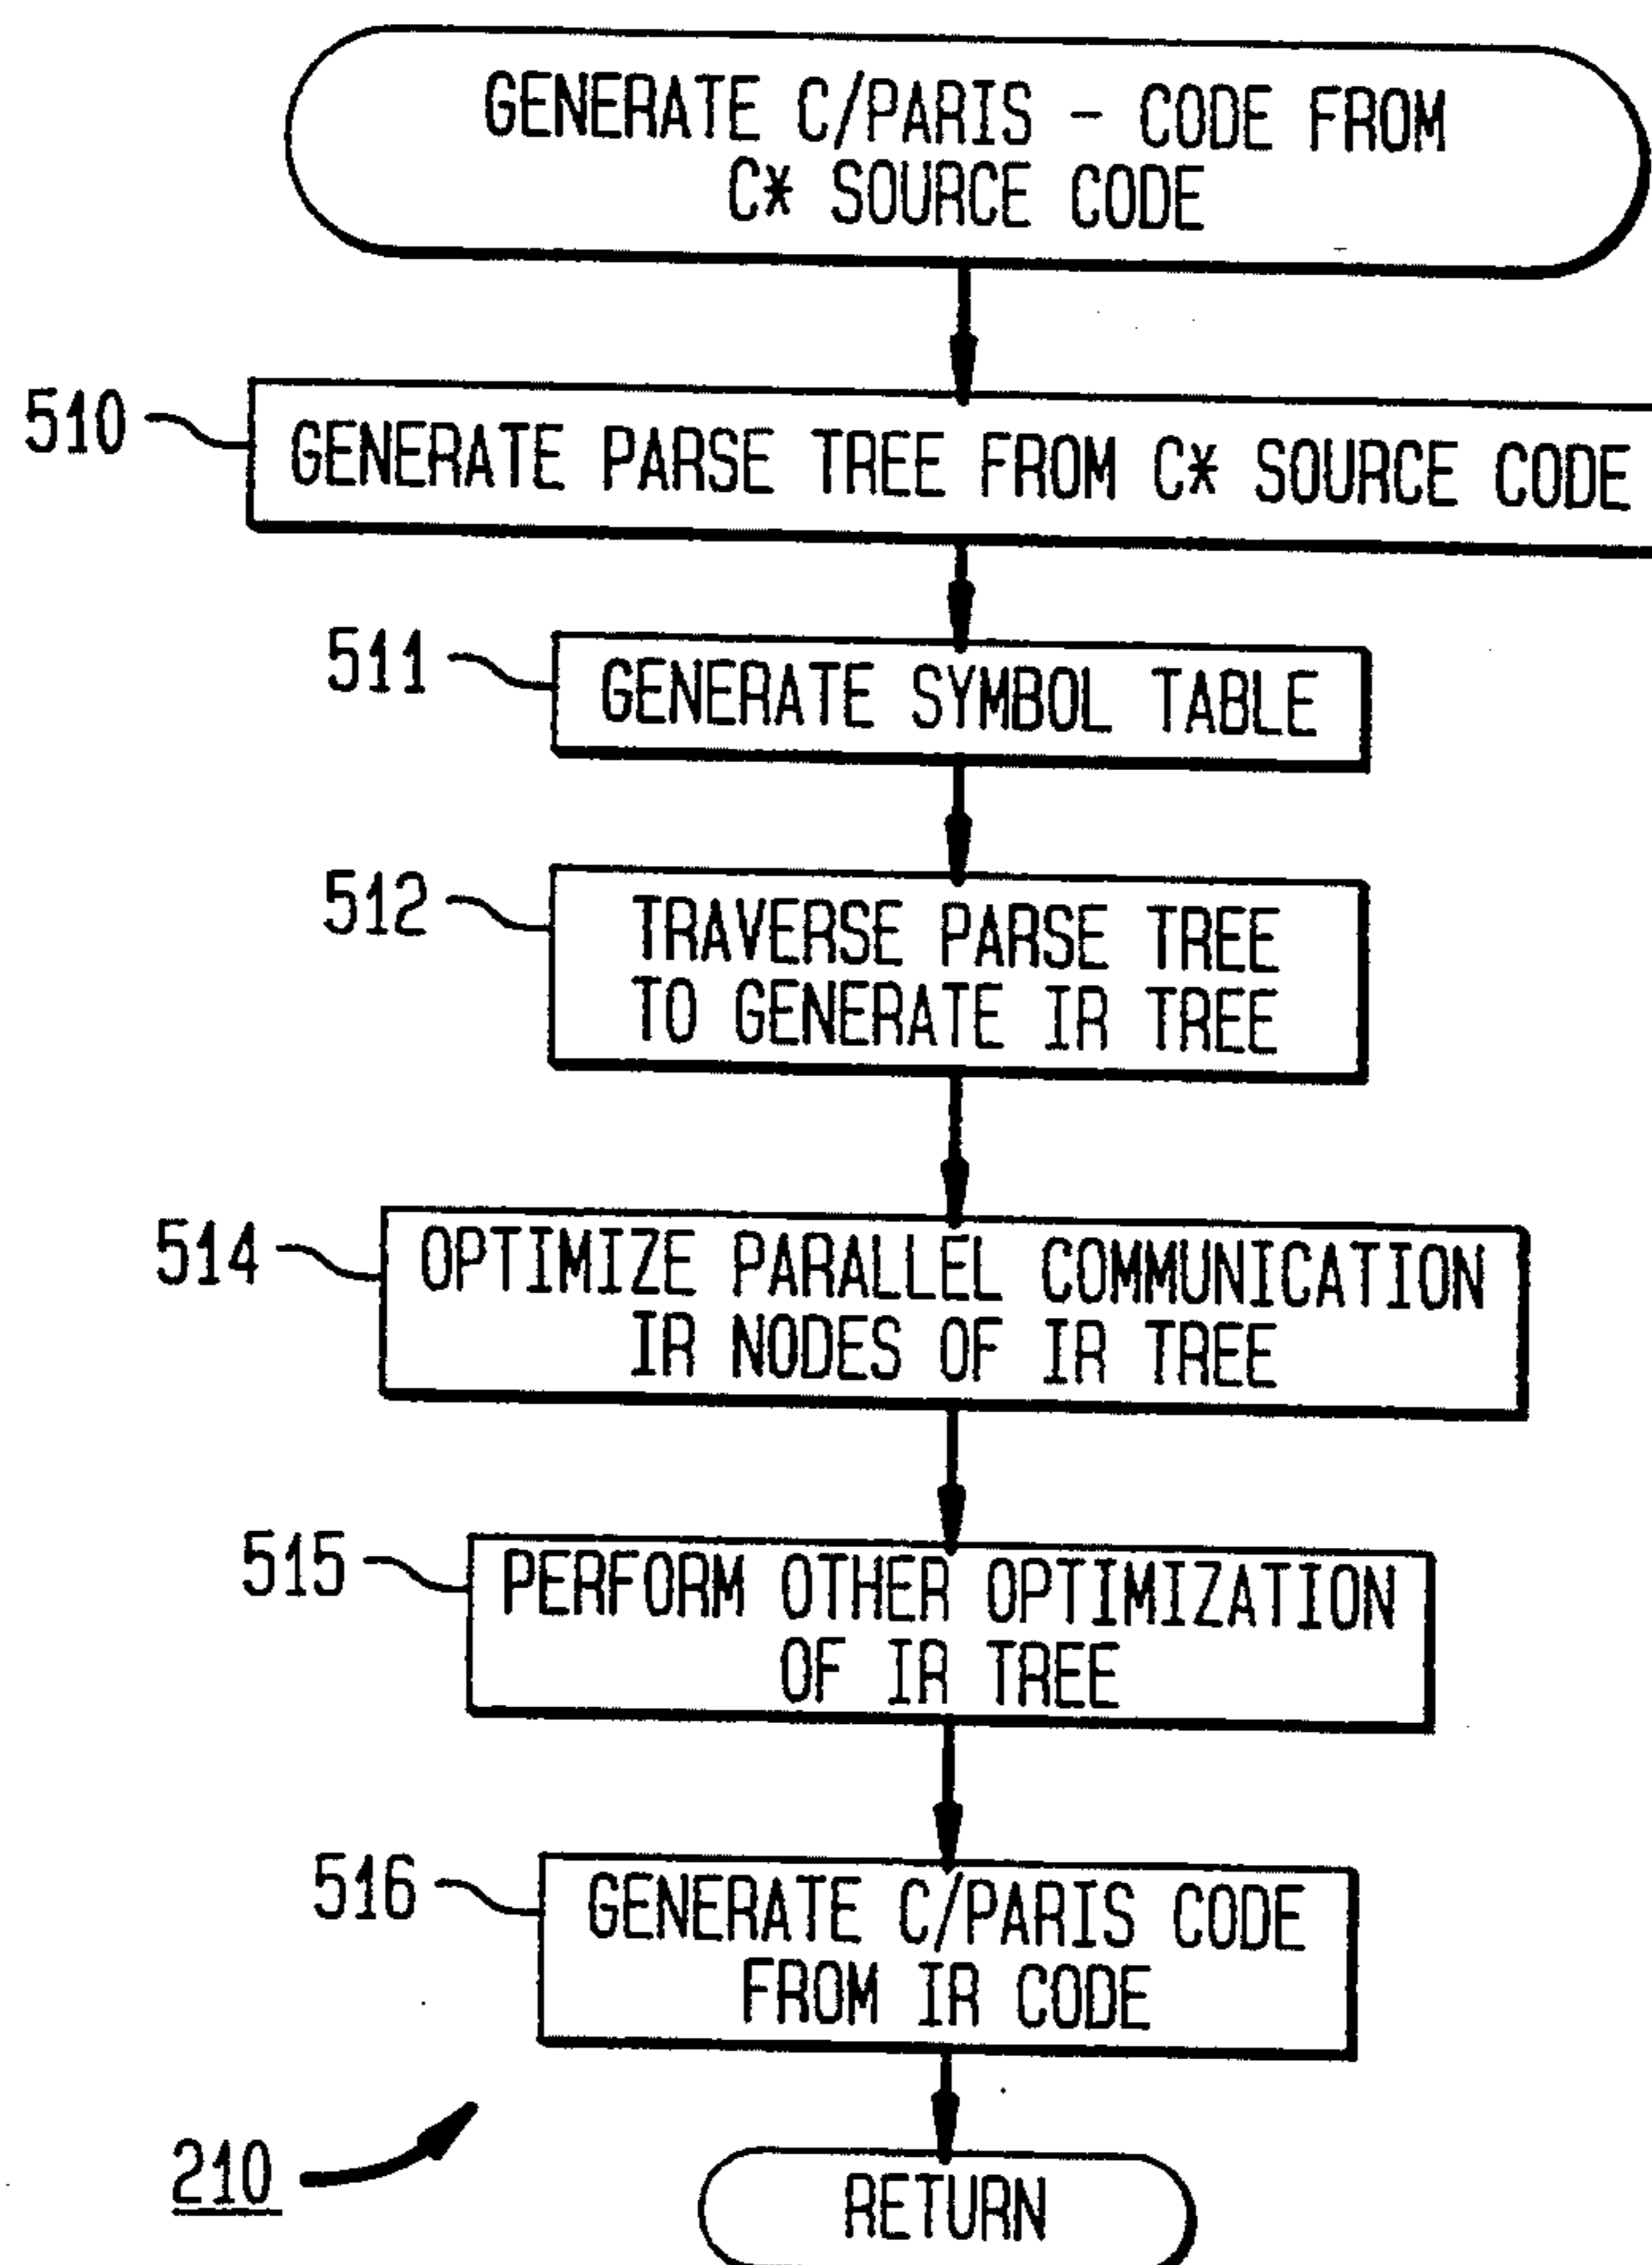 GENERATE C/PARIS - CODE FROM
C* SOURCE CODE
510
GENERATE PARSE TREE FROM C* SOURCE CODE
511
GENERATE SYMBOL TABLE
512
TRAVERSE PARSE TREE
TO GENERATE IR TREE
514
OPTIMIZE PARALLEL COMMUNICATION
IR NODES OF IR TREE
515
PERFORM OTHER OPTIMIZATION
OF IR TREE
516
GENERATE C/PARIS CODE
FROM IR CODE
210
RETURN